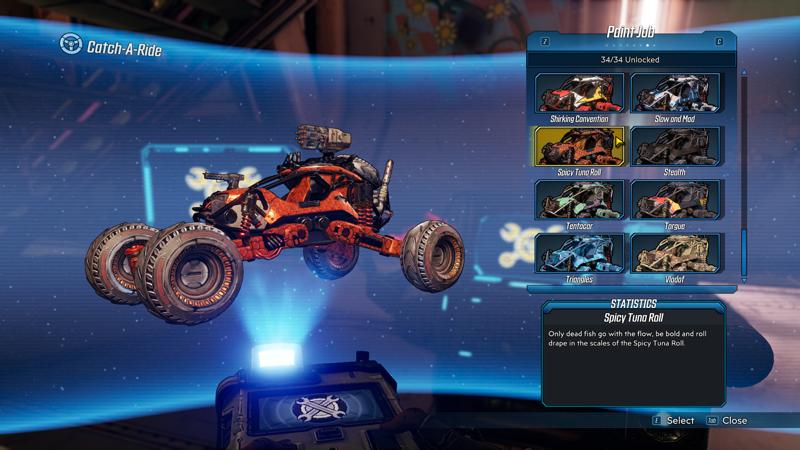 Catch-A-Ride
Paint Job
Z
C
34/34 Unlocked
Shirking Convention
Slow and Mad
Spicy Tuna Roll
Stealth
Tentacar
Torgue
Triangles
Vladof
STATISTICS
Spicy Tuna Roll
Only dead fish go with the flow, be bold and roll
drape in the scales of the Spicy Tuna Roll.
E Select
Tab Close